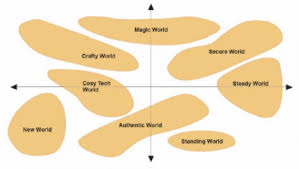 Magic World
Crafty World
Secure World
Cosy Tech
World
Steady World
New World
Authentic World
Standing World